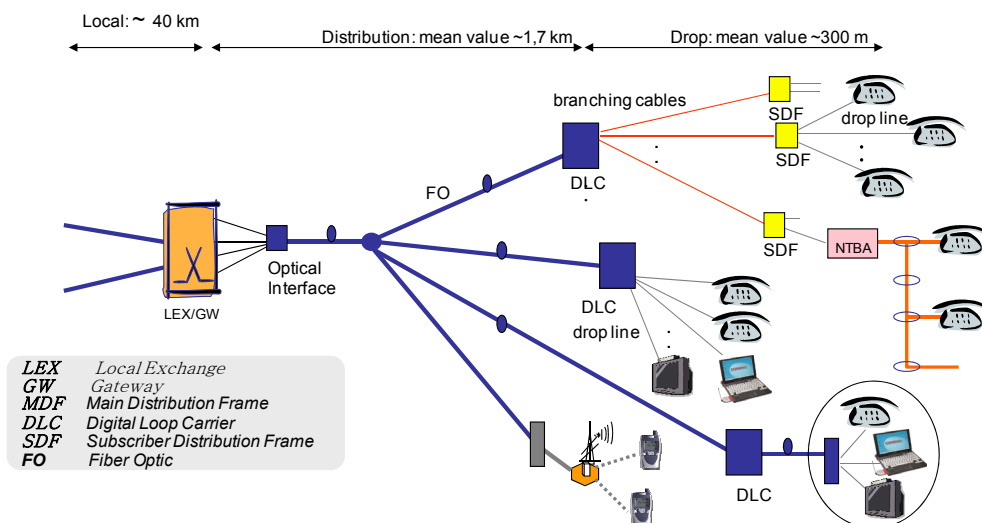 Local: ~ 40 km
Distribution: mean value ~1,7 km
Drop: mean value ~300 m
branching cables
SDF
drop line
SDF
FO
DLC
SDF
NTBA
Optical
Interface
LEX/GW
DLC
drop line
LEX Local Exchange
GW Gateway
MDF Main Distribution Frame
DLC Digital Loop Carrier
SDF Subscriber Distribution Frame
FO Fiber Optic
DLC